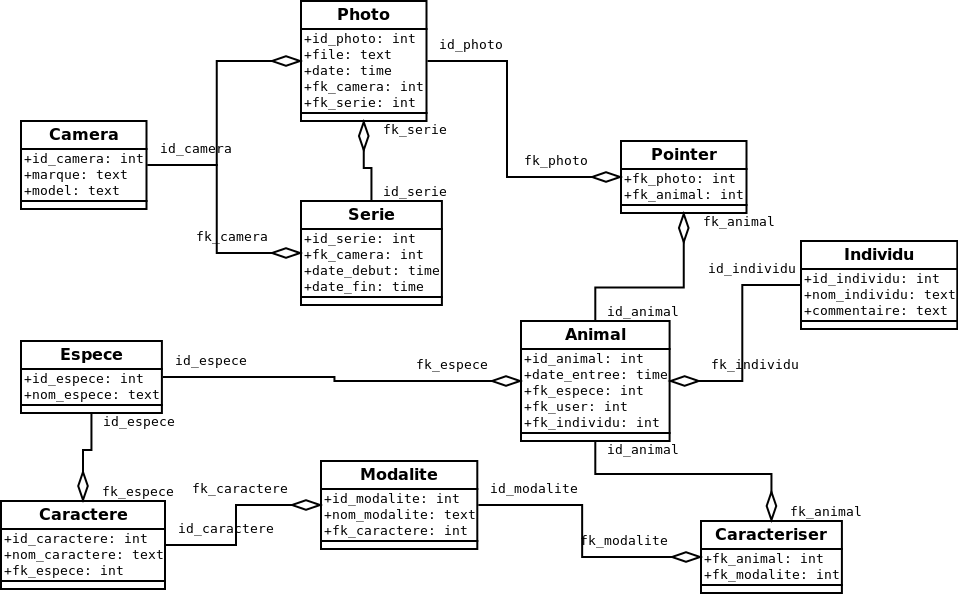 Photo
+id_photo: int
+file: text
+date: time
+fk_camera: int
+fk_serie: int
id_photo
fk_serie
Camera
+id_camera: int
+marque: text
+model: text
id_camera
fk_photo
Pointer
+fk_photo: int
+fk_animal: int
fk_animal
id_serie
Serie
+id_serie: int
+fk_camera: int
+date_debut: time
+date_fin: time
fk_camera
Individu
+id_individu: int
+nom_individu: text
+commentaire: text
id_individu
fk_individu
id_animal
Animal
+id_animal: int
+date_entree: time
+fk_espece: int
+fk_user: int
+fk_individu: int
id_animal
Espece
+id_espece: int
+nom_espece: text
id_espece
fk_espece
id_espece
fk_espece
Caractere
+id_caractere: int
+nom_caractere: text
+fk_espece: int
id_caractere
fk_caractere
Modalite
+id_modalite: int
+nom_modalite: text
+fk_caractere: int
id_modalite
fk_modalite
fk_animal
Caracteriser
+fk_animal: int
+fk_modalite: int